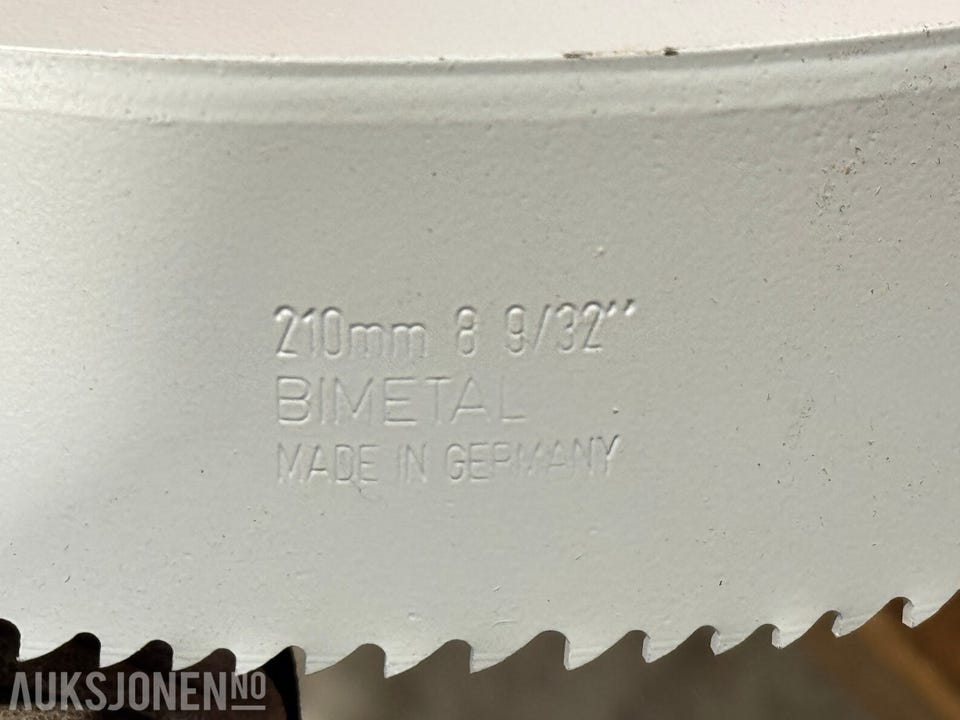 210mm 8 9/32''
BIMETAL
MADE IN GERMANY
AUKSJONEN NO